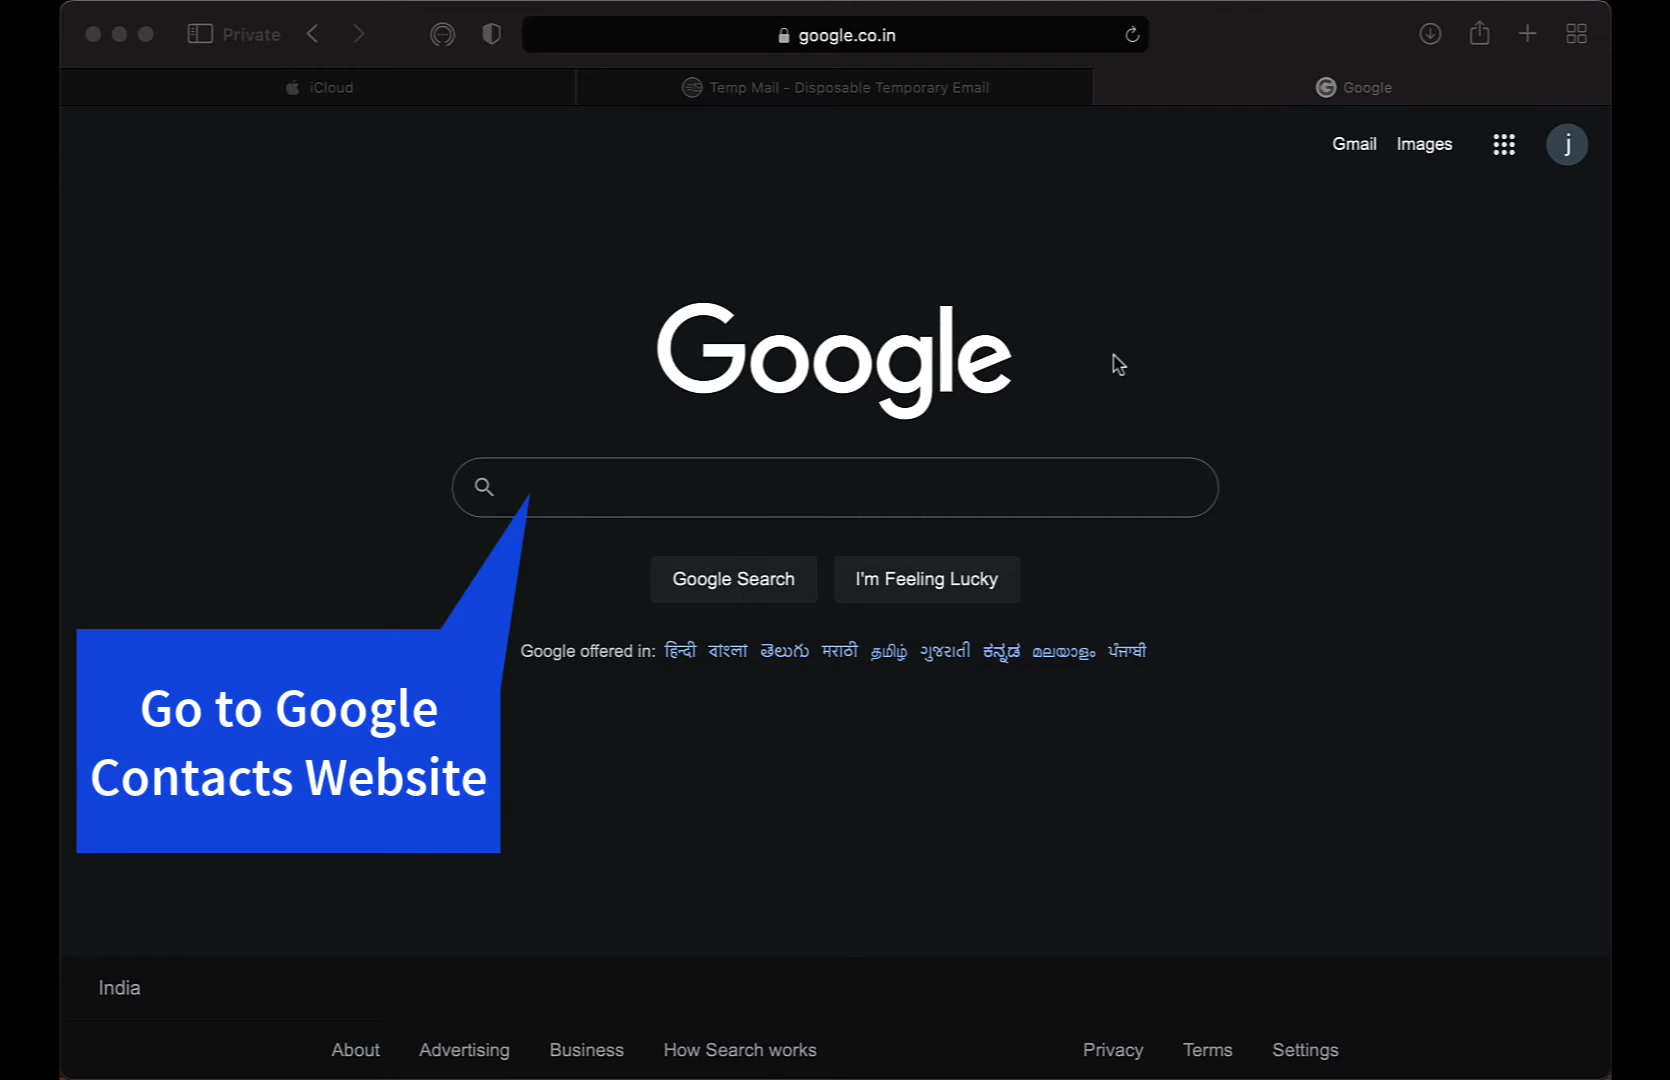 Private
google.co.in
iCloud
Temp Mail - Disposable Temporary Email
Google
Gmail Images
j
Google
Google Search
I'm Feeling Lucky
Google offered in: हिन्दी বাংলা తెలుగు मराठी தமிழ் ગુજરાતી ಕನ್ನಡ മലയാളം ਪੰਜਾਬੀ
Go to Google
Contacts Website
India
About Advertising Business How Search works
Privacy Terms Settings